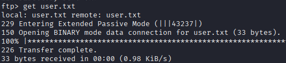 ftp> get user.txt
local: user.txt remote: user.txt
229 Entering Extended Passive Mode (|||43237|)
150 Opening BINARY mode data connection for user.txt (33 bytes).
100% |***********************************************************
226 Transfer complete.
33 bytes received in 00:00 (0.98 KiB/s)